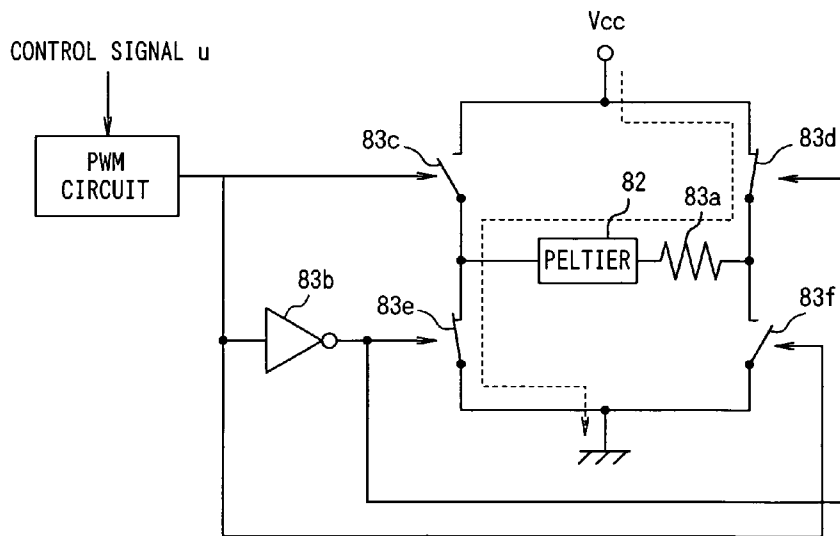 Vcc
CONTROL SIGNAL u
83c
83d
PWM
CIRCUIT
82
83a
PELTIER
83b
83e
83f